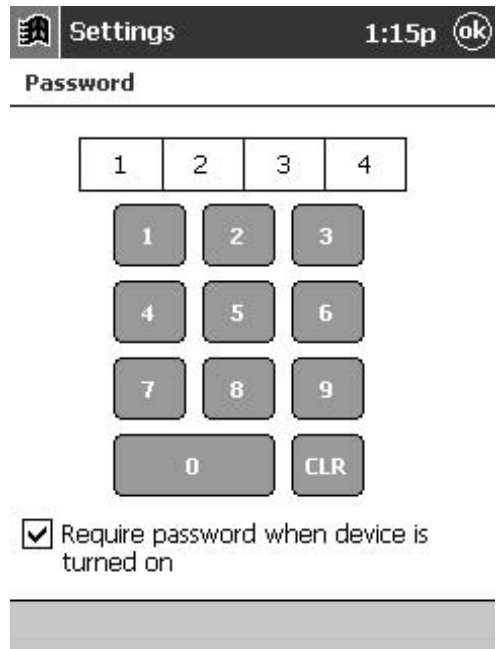 Settings 1:15p ok
Password
1 2 3 4
1 2 3
4 5 6
7 8 9
0 CLR
Require password when device is
turned on